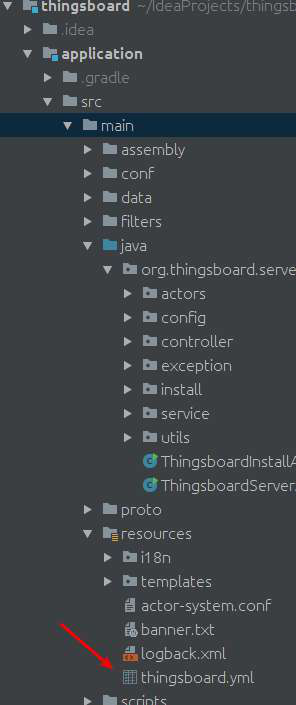 thingsboard ~/IdeaProjects/thingsb
.idea
application
.gradle
src
main
assembly
conf
data
filters
java
org.thingsboard.serve
actors
config
controller
exception
install
service
utils
ThingsboardInstallA
ThingsboardServer.
proto
resources
i18n
templates
actor-system.conf
banner.txt
logback.xml
thingsboard.yml
scripts